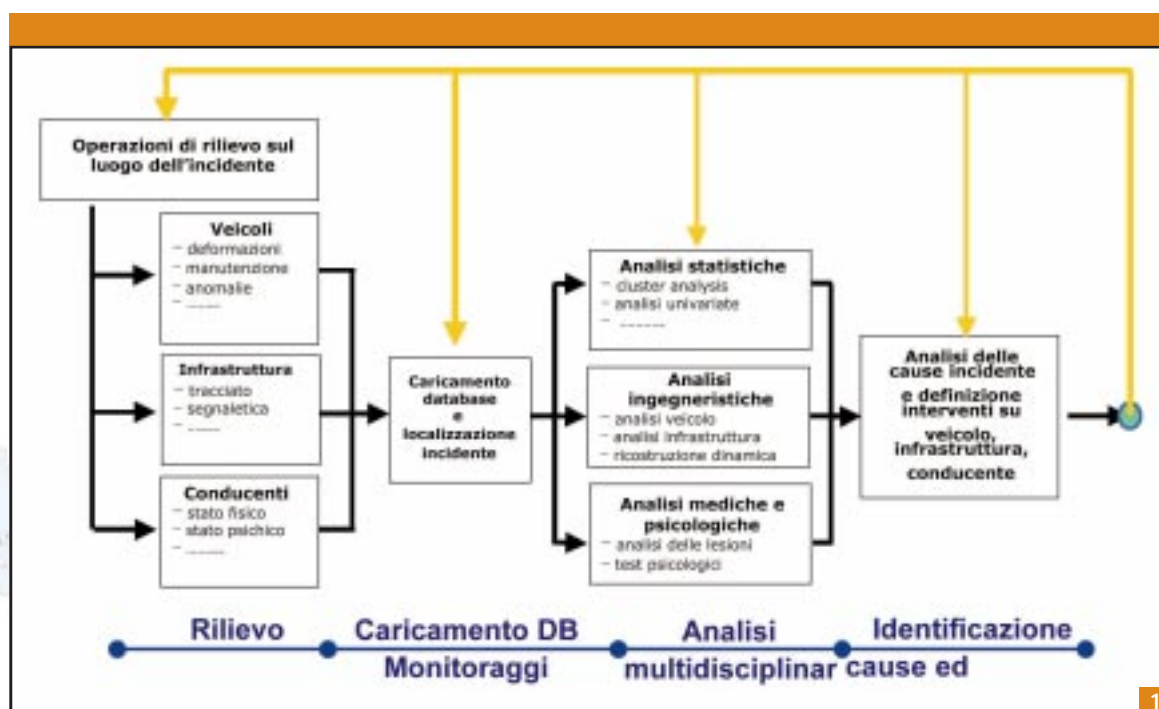 Operazioni di rilievo sul
luogo dell'incidente
Veicoli
– deformazioni
– manutenzione
– anomalie
– ......
Infrastruttura
– tracciato
– segnaletica
– ......
Conducenti
– stato fisico
– stato psichico
– ......
Caricamento
database
e
localizzazione
incidente
Analisi statistiche
– cluster analysis
– analisi univariate
– ......
Analisi
ingegneristiche
– analisi veicolo
– analisi infrastruttura
– ricostruzione dinamica
Analisi mediche e
psicologiche
– analisi delle lesioni
– test psicologici
Analisi delle
cause incidente
e definizione
interventi su
veicolo,
infrastruttura,
conducente
Rilievo
Caricamento DB
Monitoraggi
Analisi
multidisciplinar
Identificazione
cause ed
1